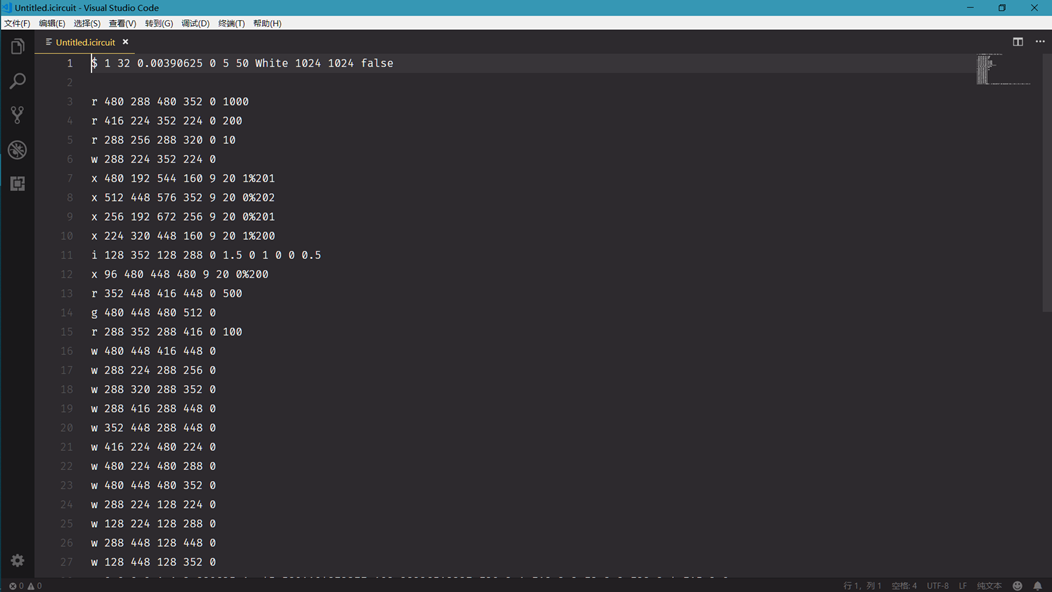 Untitled.icircuit - Visual Studio Code
文件(F) 编辑(E) 选择(S) 查看(V) 转到(G) 调试(D) 终端(T) 帮助(H)
Untitled.icircuit
1 $ 1 32 0.00390625 0 5 50 White 1024 1024 false
2
3 r 480 288 480 352 0 1000
4 r 416 224 352 224 0 200
5 r 288 256 288 320 0 10
6 w 288 224 352 224 0
7 x 480 192 544 160 9 20 1%201
8 x 512 448 576 352 9 20 0%202
9 x 256 192 672 256 9 20 0%201
10 x 224 320 448 160 9 20 1%200
11 i 128 352 128 288 0 1.5 0 1 0 0 0.5
12 x 96 480 448 480 9 20 0%200
13 r 352 448 416 448 0 500
14 g 480 448 480 512 0
15 r 288 352 288 416 0 100
16 w 480 448 416 448 0
17 w 288 224 288 256 0
18 w 288 320 288 352 0
19 w 288 416 288 448 0
20 w 352 448 288 448 0
21 w 416 224 480 224 0
22 w 480 224 480 288 0
23 w 480 448 480 352 0
24 w 288 224 128 224 0
25 w 128 224 128 288 0
26 w 288 448 128 448 0
27 w 128 448 128 352 0
0 0 行 1，列 1 空格: 4 UTF-8 LF 纯文本